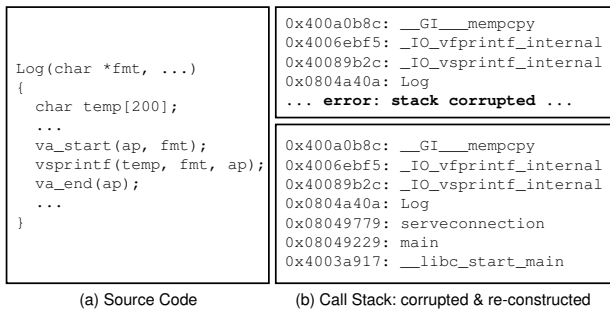 Log(char *fmt, ...)
{
char temp[200];
...
va_start(ap, fmt);
vsprintf(temp, fmt, ap);
va_end(ap);
...
}
(a) Source Code
0x400a0b8c: __GI___mempcpy
0x4006ebf5: _IO_vfprintf_internal
0x40089b2c: _IO_vsprintf_internal
0x0804a40a: Log
... error: stack corrupted ...
0x400a0b8c: __GI___mempcpy
0x4006ebf5: _IO_vfprintf_internal
0x40089b2c: _IO_vsprintf_internal
0x0804a40a: Log
0x08049779: serveconnection
0x08049229: main
0x4003a917: __libc_start_main
(b) Call Stack: corrupted & re-constructed